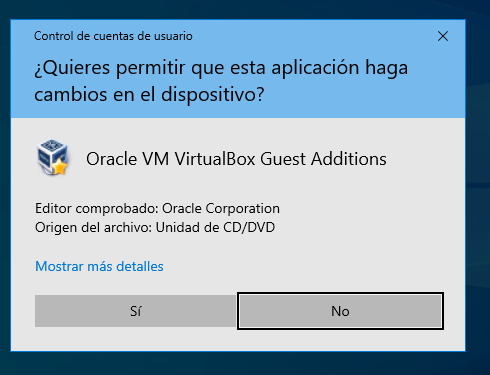 Control de cuentas de usuario
¿Quieres permitir que esta aplicación haga
cambios en el dispositivo?
Oracle VM VirtualBox Guest Additions
Editor comprobado: Oracle Corporation
Origen del archivo: Unidad de CD/DVD
Mostrar más detalles
Sí
No